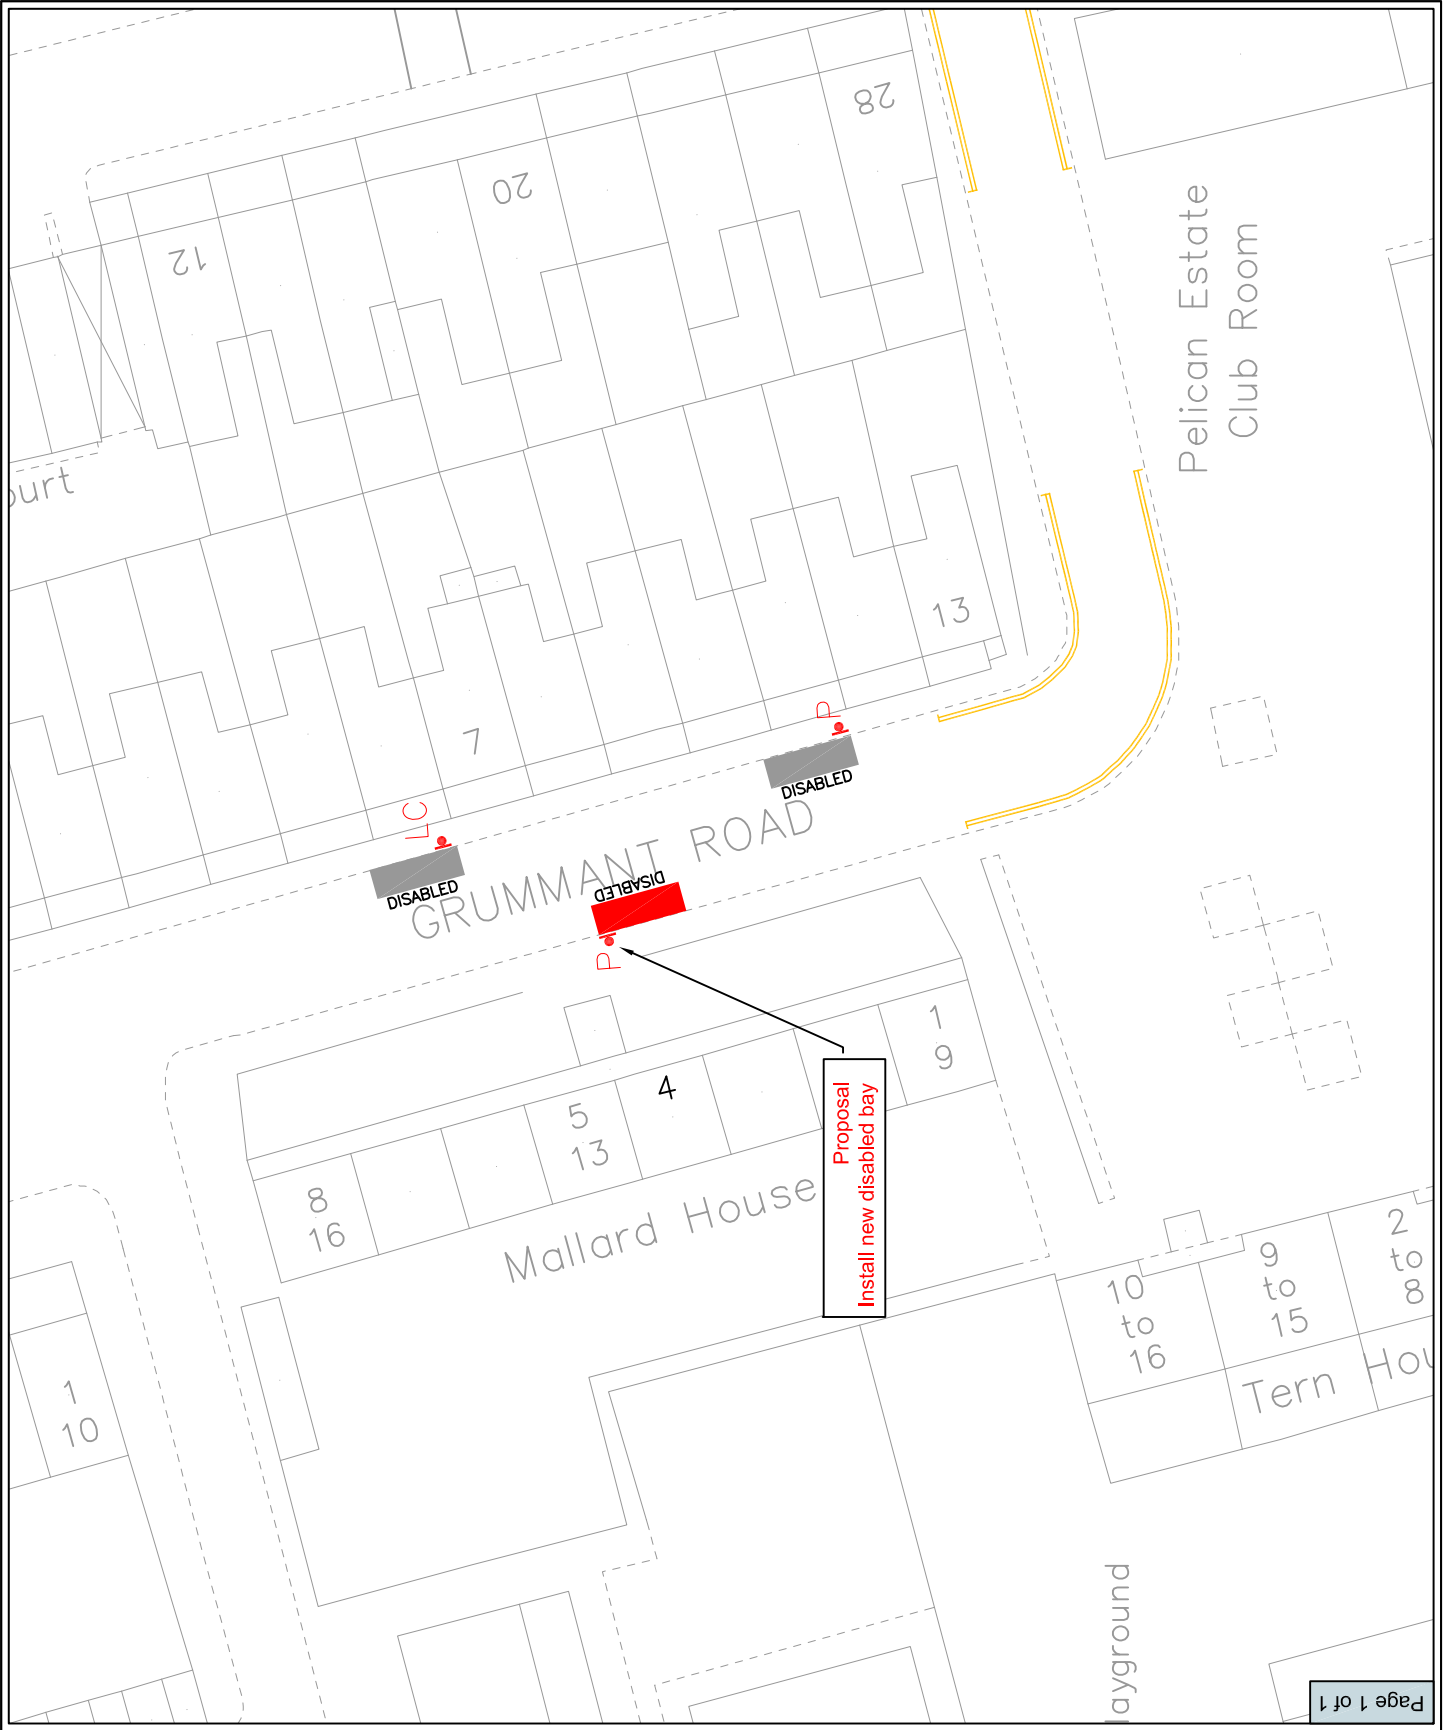 28
20
12
Pelican Estate
Club Room
ourt
13
7
P
DISABLED
LC
DISABLED
GRUMMANT ROAD
DISABLED
P
1
9
4
5
13
8
16
Mallard House
Proposal
Install new disabled bay
2
to
8
9
to
15
10
to
16
Tern Hou
1
10
layground
Page 1 of 1